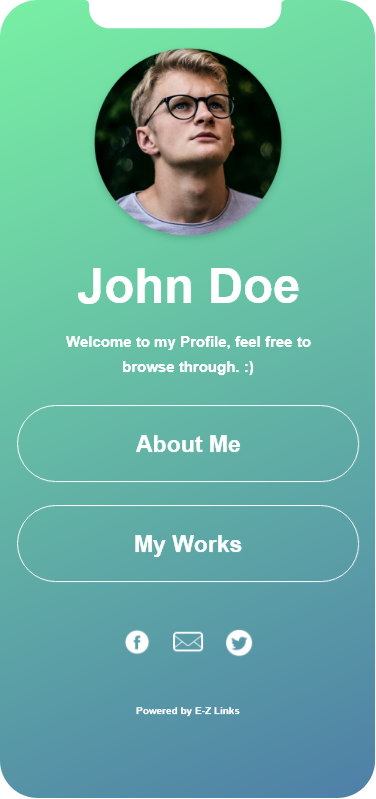 John Doe
Welcome to my Profile, feel free to
browse through. :)
About Me
My Works
Powered by E-Z Links